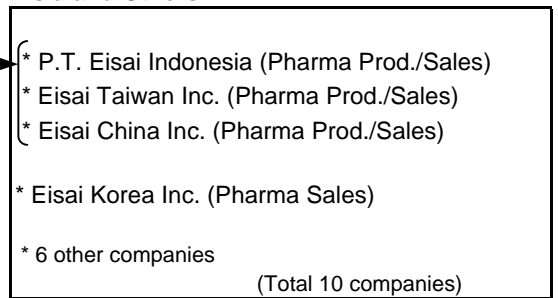 * P.T. Eisai Indonesia (Pharma Prod./Sales)
* Eisai Taiwan Inc. (Pharma Prod./Sales)
* Eisai China Inc. (Pharma Prod./Sales)
* Eisai Korea Inc. (Pharma Sales)
* 6 other companies
(Total 10 companies)